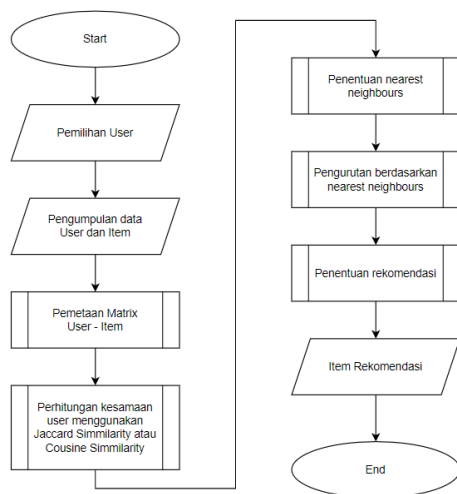 Start
Pemilihan User
Pengumpulan data
User dan Item
Pemetaan Matrix
User - Item
Perhitungan kesamaan
user menggunakan
Jaccard Simmilarity atau
Cousine Simmilarity
Penentuan nearest
neighbours
Pengurutan berdasarkan
nearest neighbours
Penentuan rekomendasi
Item Rekomendasi
End